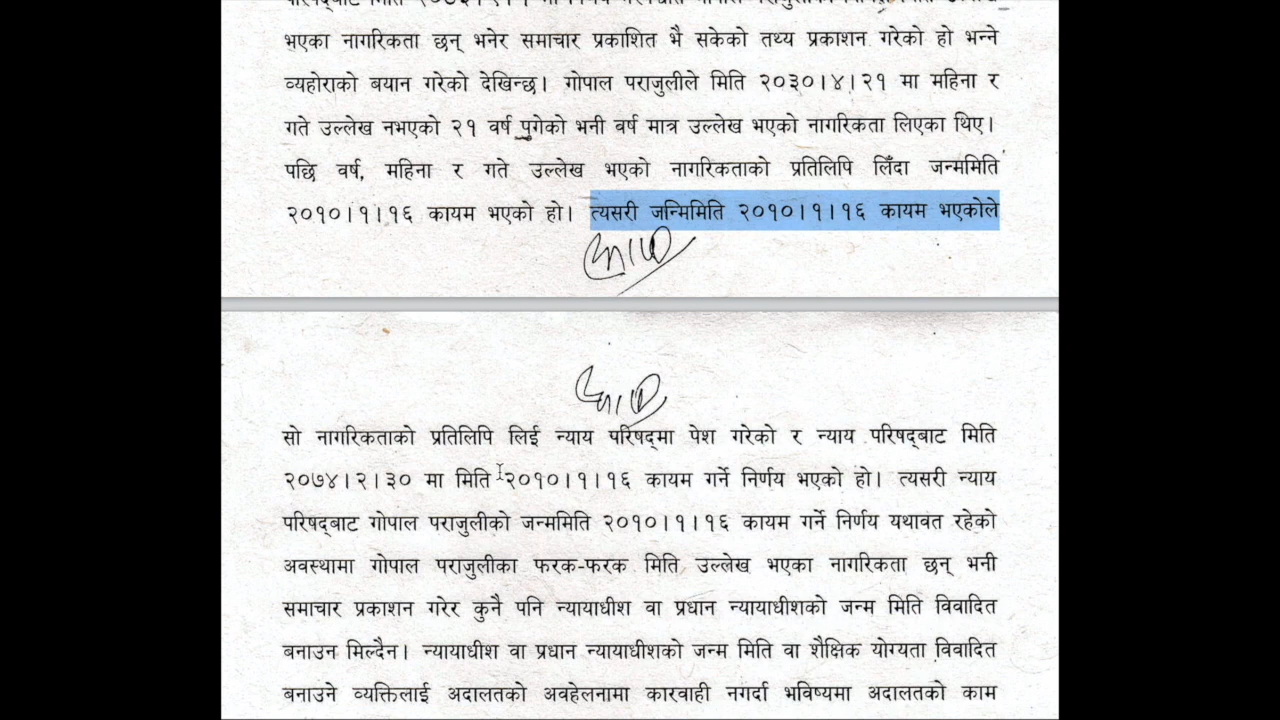 भएका नागरिकता छन् भनेर समाचार प्रकाशित भै सकेको तथ्य प्रकाशन गरेको हो भन्ने
व्यहोराको बयान गरेको देखिन्छ। गोपाल पराजुलीले मिति २०३०।४।२१ मा महिना र
गते उल्लेख नभएको २१ वर्ष पुगेको भनी वर्ष मात्र उल्लेख भएको नागरिकता लिएका थिए।
पछि वर्ष, महिना र गते उल्लेख भएको नागरिकताको प्रतिलिपि लिँदा जन्ममिति
२०१०।१।१६ कायम भएको हो। त्यसरी जन्मिमिति २०१०।१।१६ कायम भएकोले
सो नागरिकताको प्रतिलिपि लिई न्याय परिषद्‌मा पेश गरेको र न्याय परिषद्‌बाट मिति
२०७४।२।३० मा मिति २०१०।१।१६ कायम गर्ने निर्णय भएको हो। त्यसरी न्याय
परिषद्‌बाट गोपाल पराजुलीको जन्ममिति २०१०।१।१६ कायम गर्ने निर्णय यथावत रहेको
अवस्थामा गोपाल पराजुलीका फरक-फरक मिति उल्लेख भएका नागरिकता छन् भनी
समाचार प्रकाशन गरेर कुनै पनि न्यायाधीश वा प्रधान न्यायाधीशको जन्म मिति विवादित
बनाउन मिल्दैन। न्यायाधीश वा प्रधान न्यायाधीशको जन्म मिति वा शैक्षिक योग्यता विवादित
बनाउने व्यक्तिलाई अदालतको अवहेलनामा कारवाही नगर्दा भविष्यमा अदालतको काम